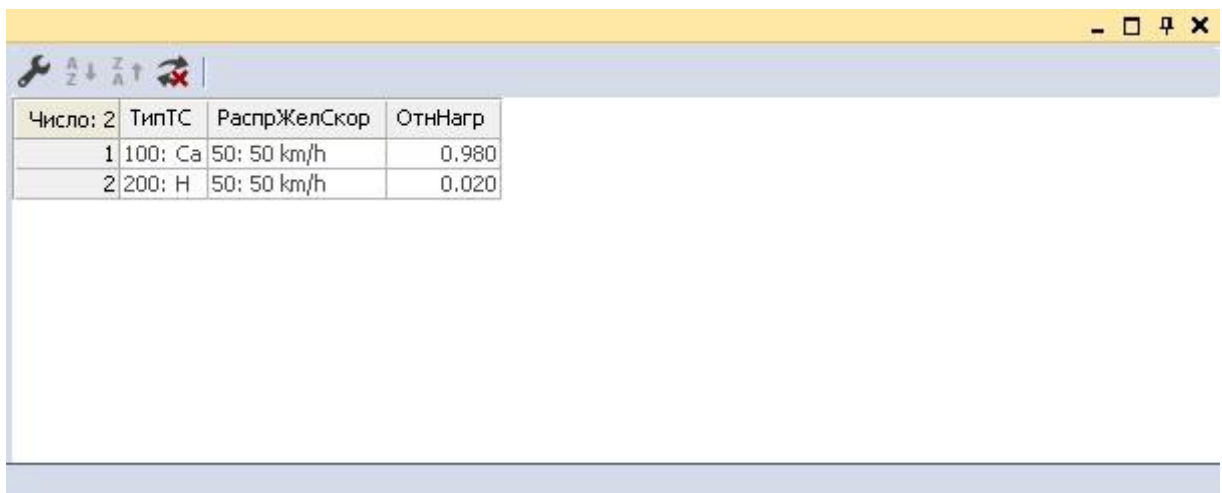 Число: 2 ТипТС РаспрЖелСкор ОтнНагр
1 100: Ca 50: 50 km/h 0.980
2 200: H 50: 50 km/h 0.020